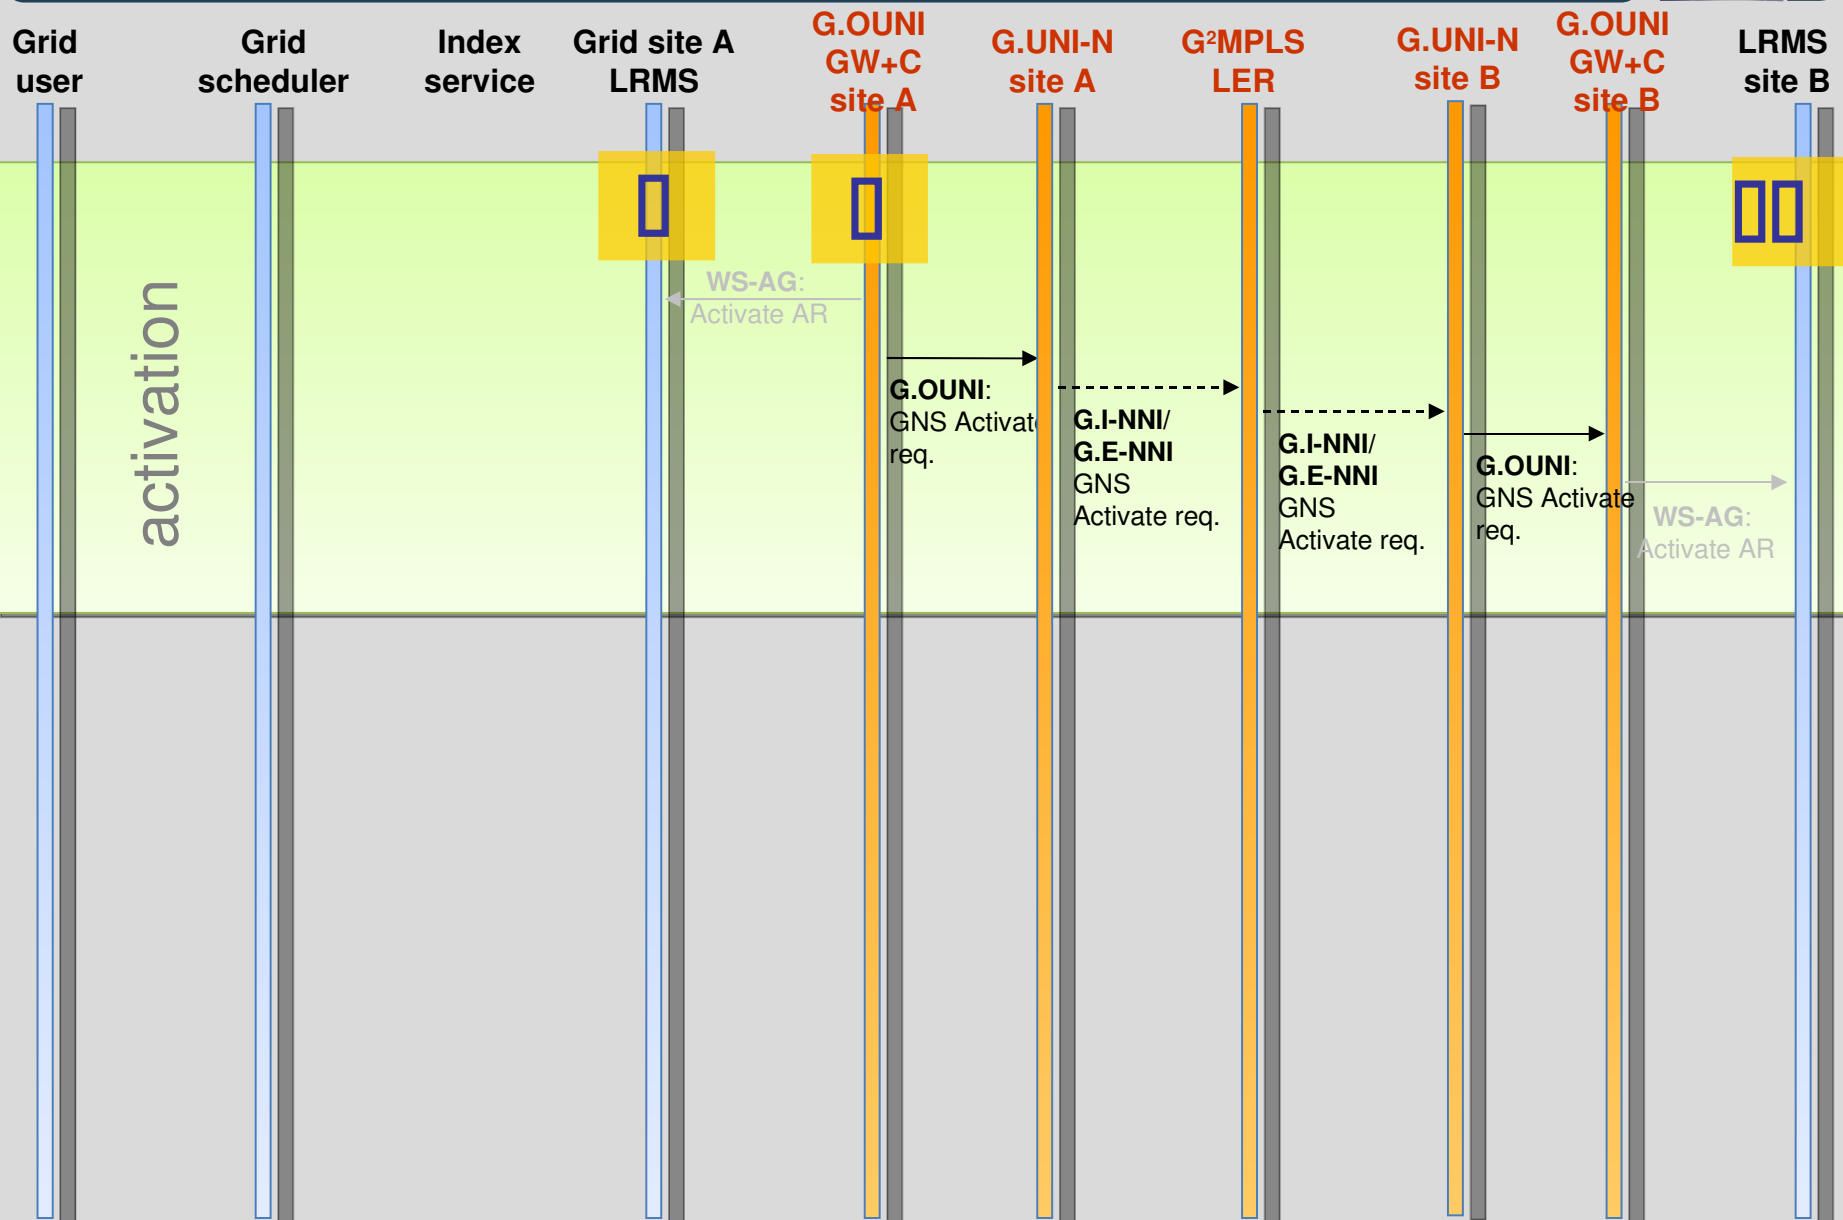 Grid
user
Grid
scheduler
Index
service
Grid site A
LRMS
G.OUNI
GW+C
site A
G.UNI-N
site A
G²MPLS
LER
G.UNI-N
site B
G.OUNI
GW+C
site B
LRMS
site B
activation
WS-AG:
Activate AR
G.OUNI:
GNS Activat
req.
G.I-NNI/
G.E-NNI
GNS
Activate req.
G.I-NNI/
G.E-NNI
GNS
Activate req.
G.OUNI:
GNS Activate
req.
WS-AG:
Activate AR